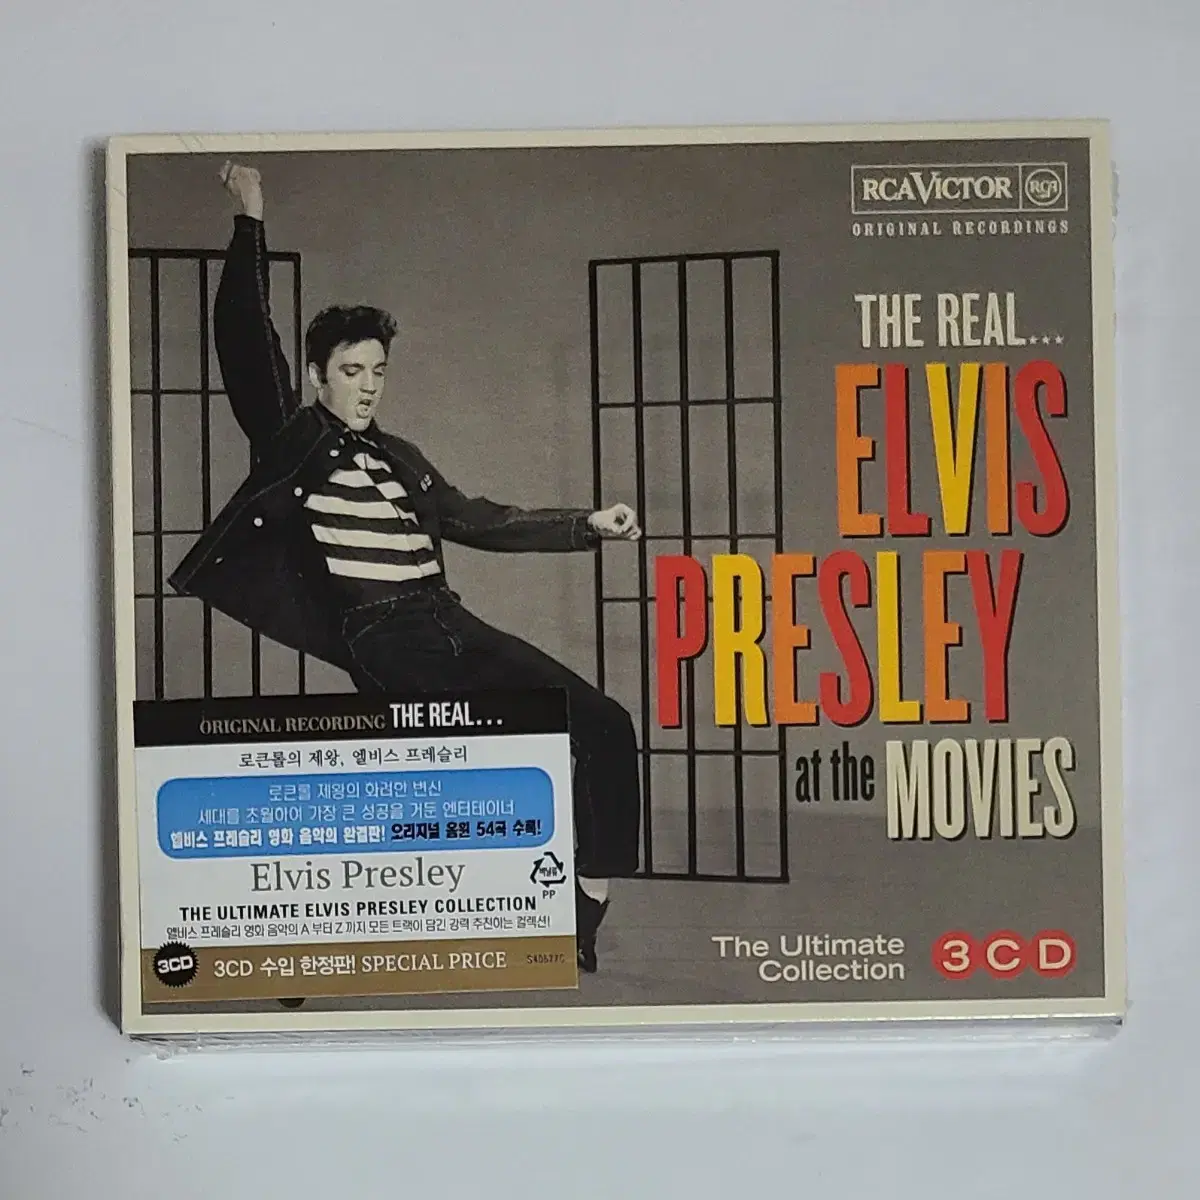 RCA VICTOR RCA
ORIGINAL RECORDINGS
THE REAL...
ELVIS
PRESLEY
at the MOVIES
ORIGINAL RECORDING THE REAL...
로큰롤의 제왕, 엘비스 프레슬리
로큰롤 제왕의 화려한 변신
세대를 초월하여 가장 큰 성공을 거둔 엔터테이너
엘비스 프레슬리 영화 음악의 완결판! 오리지널 음원 54곡 수록!
Elvis Presley
비닐류
PP
THE ULTIMATE ELVIS PRESLEY COLLECTION
엘비스 프레슬리 영화 음악의 A 부터 Z 까지 모든 트랙이 담긴 강력 추천하는 컬렉션!
3CD
3CD 수입 한정판! SPECIAL PRICE
S40527C
The Ultimate
Collection
3CD